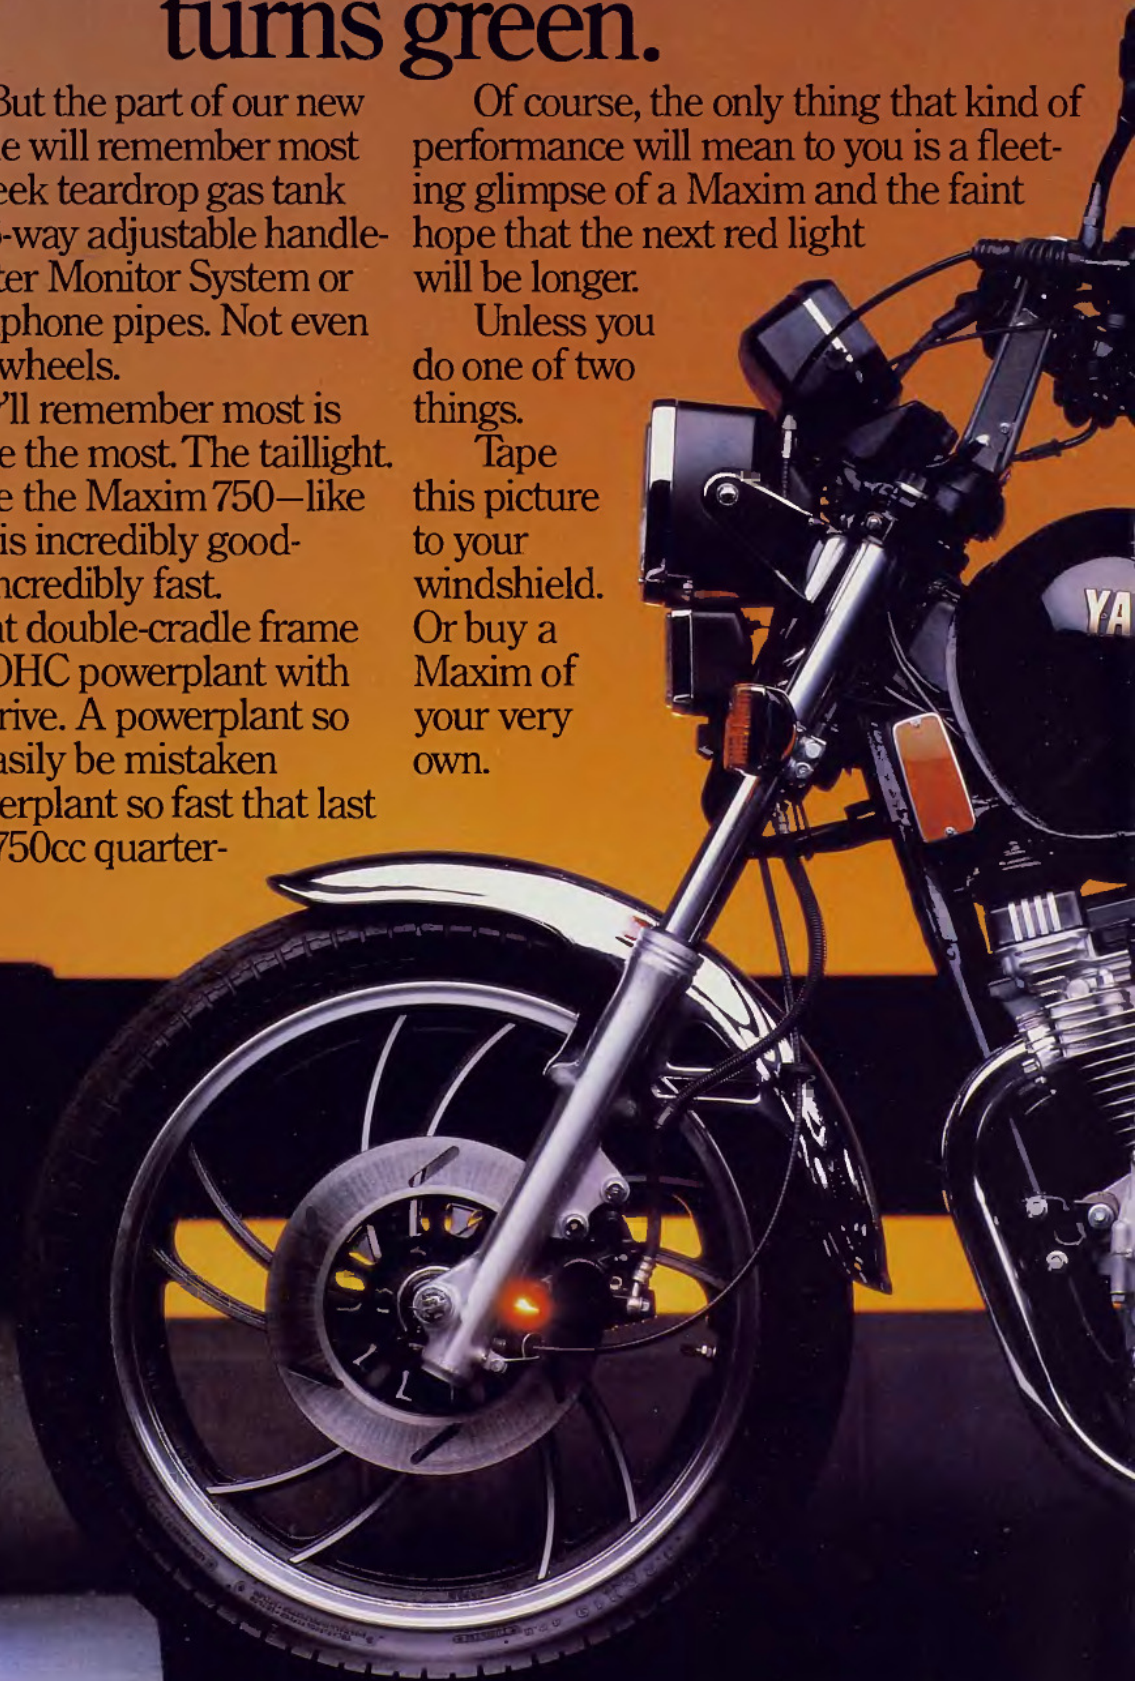 turns green.
But the part of our new
e will remember most
eek teardrop gas tank
-way adjustable handle-
ter Monitor System or
phone pipes. Not even
wheels.
'll remember most is
e the most. The taillight.
e the Maxim 750—like
is incredibly good-
ncredibly fast.
nt double-cradle frame
OHC powerplant with
rive. A powerplant so
asily be mistaken
erplant so fast that last
750cc quarter-
Of course, the only thing that kind of
performance will mean to you is a fleet-
ing glimpse of a Maxim and the faint
hope that the next red light
will be longer.
Unless you
do one of two
things.
Tape
this picture
to your
windshield.
Or buy a
Maxim of
your very
own.
YA